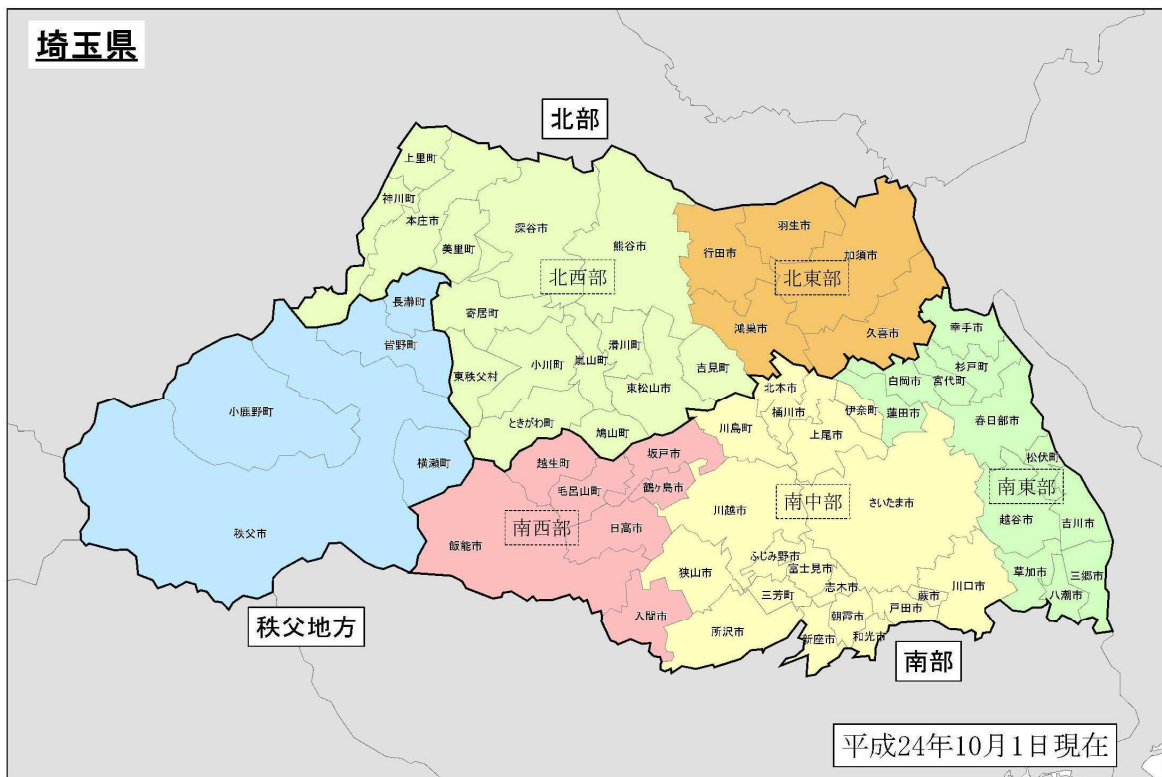 埼玉県
北部
上里町
神川町
本庄市
美里町
深谷市
熊谷市
北西部
寄居町
小川町
嵐山町
滑川町
東松山市
吉見町
東秩父村
ときがわ町
鳩山町
行田市
羽生市
加須市
北東部
鴻巣市
久喜市
長瀞町
皆野町
小鹿野町
横瀬町
秩父市
秩父地方
越生町
毛呂山町
坂戸市
鶴ヶ島市
日高市
南西部
飯能市
入間市
北本市
桶川市
川島町
上尾市
伊奈町
川越市
南中部
さいたま市
ふじみ野市
富士見市
狭山市
三芳町
志木市
所沢市
新座市
朝霞市
和光市
戸田市
蕨市
川口市
南部
幸手市
杉戸町
宮代町
白岡市
蓮田市
春日部市
松伏町
南東部
越谷市
吉川市
草加市
八潮市
三郷市
平成24年10月1日現在